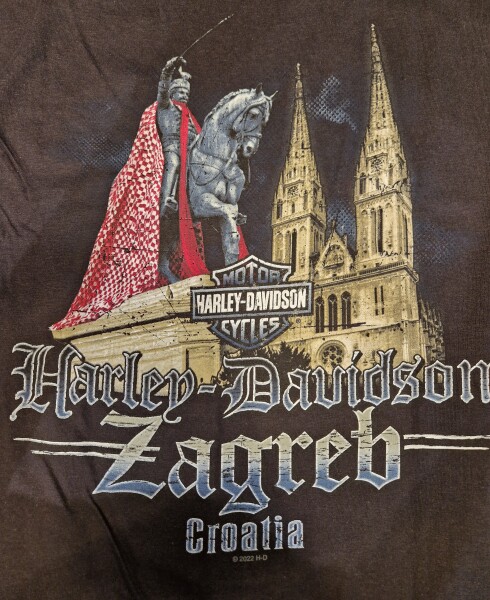 MOTOR
HARLEY-DAVIDSON
CYCLES
Harley-Davidson
Zagreb
Croatia
© 2022 H-D